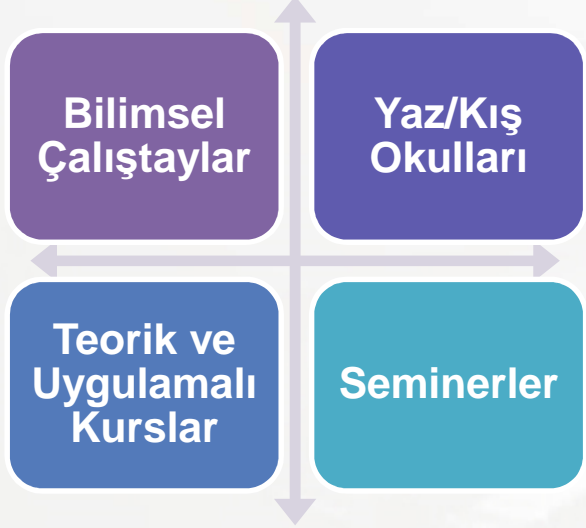 Bilimsel
Çalıştaylar
Yaz/Kış
Okulları
Teorik ve
Uygulamalı
Kurslar
Seminerler